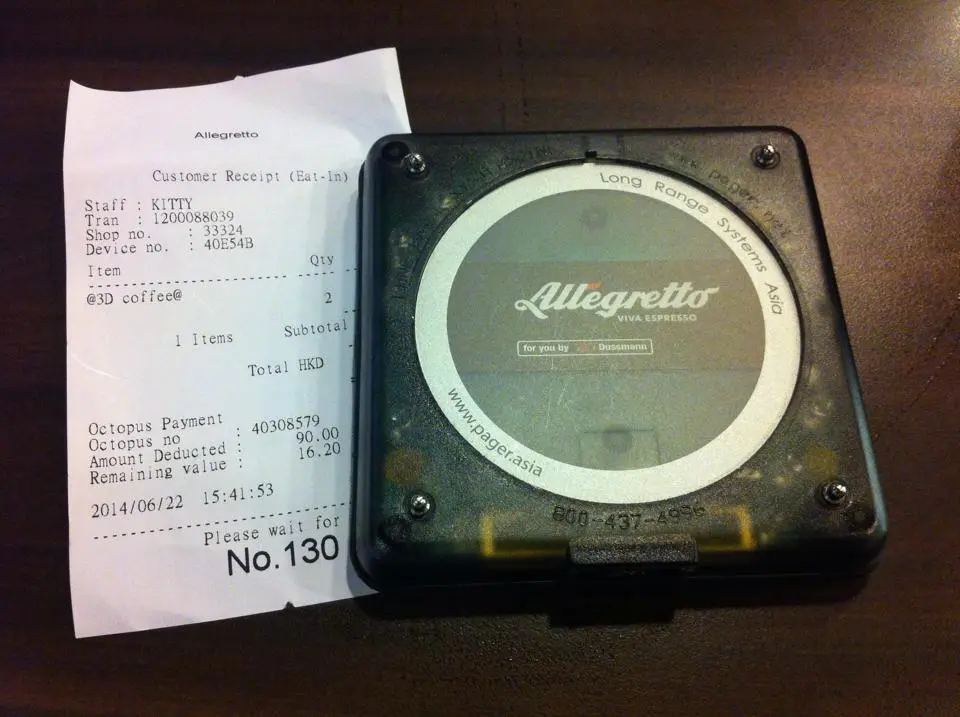 Allegretto
Customer Receipt (Eat-In)
Staff : KITTY
Tran : 1200088039
Shop no. : 33324
Device no. : 40E54B
Item Qty
@3D coffee@ 2
1 Items Subtotal
Total HKD
Octopus Payment
Octopus no : 40308579
Amount Deducted : 90.00
Remaining value : 16.20
2014/06/22 15:41:53
Please wait for
No.130
Long Range Systems Asia
Allegretto
VIVA ESPRESSO
for you by Dussmann
www.pager.asia
800-437-4996